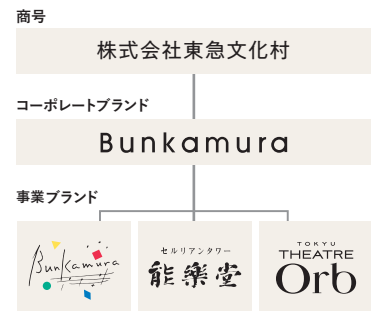 商号
株式会社東急文化村
コーポレートブランド
Bunkamura
事業ブランド
Bunkamura
セルリアンタワー
能樂堂
TOKYU
THEATRE
Orb